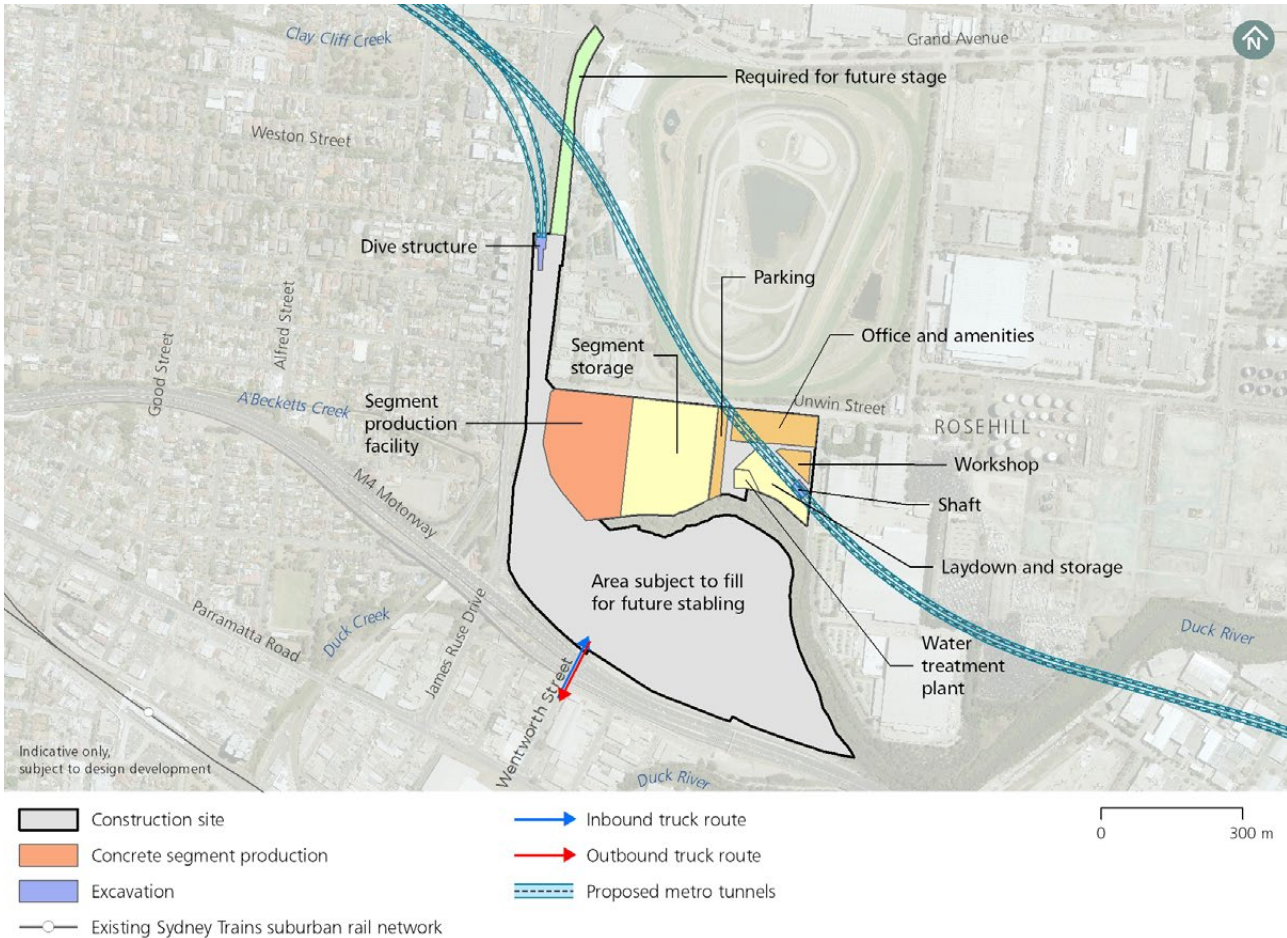 Clay Cliff Creek
Grand Avenue
N
Required for future stage
Weston Street
Dive structure
Parking
Alfred Street
Good Street
Office and amenities
Segment
storage
A'Becketts Creek
Unwin Street
Segment
production
facility
ROSEHILL
Workshop
Shaft
M4 Motorway
Laydown and storage
Area subject to fill
for future stabling
Parramatta Road
Duck Creek
James Ruse Drive
Duck River
Water
treatment
plant
Wentworth Street
Indicative only,
subject to design development
Duck River
Construction site
Inbound truck route
0 300 m
Concrete segment production
Outbound truck route
Excavation
Proposed metro tunnels
Existing Sydney Trains suburban rail network